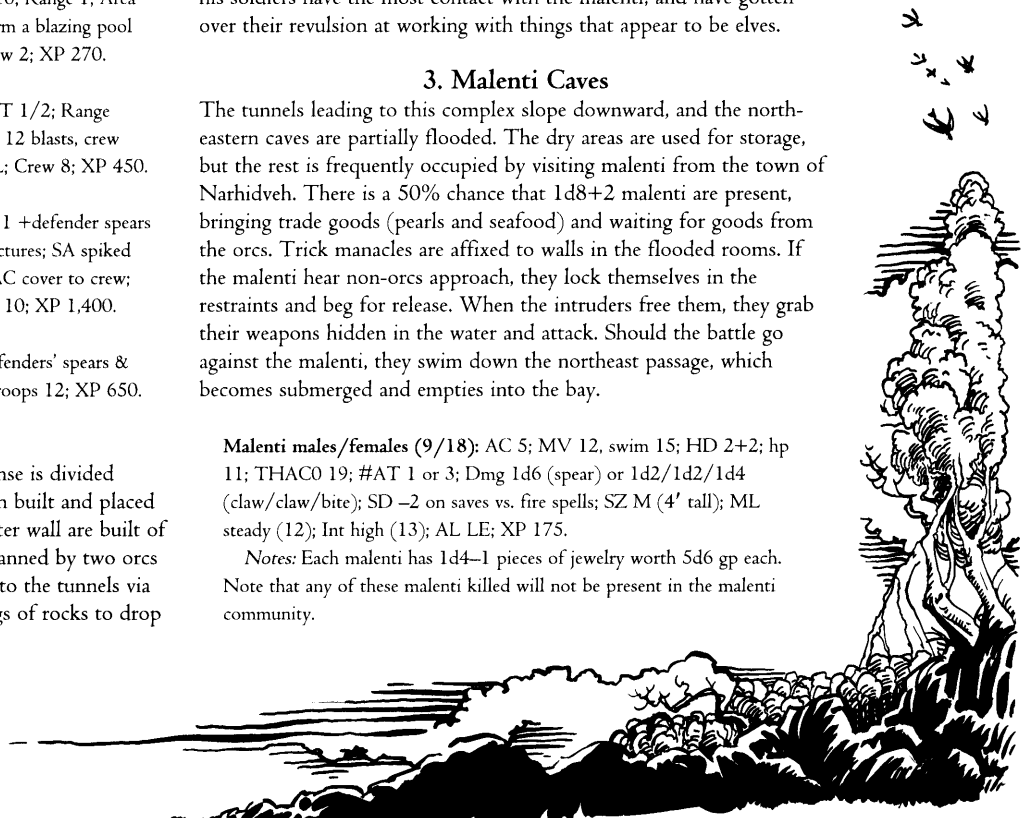 m a blazing pool
w 2; XP 270.
T 1/2; Range
12 blasts, crew
; Crew 8; XP 450.
1 +defender spears
ctures; SA spiked
AC cover to crew;
10; XP 1,400.
fenders' spears &
roops 12; XP 650.
nse is divided
n built and placed
ter wall are built of
anned by two orcs
to the tunnels via
gs of rocks to drop
his soldiers have the most contact with the malenti, and have gotten
over their revulsion at working with things that appear to be elves.
3. Malenti Caves
The tunnels leading to this complex slope downward, and the north-
eastern caves are partially flooded. The dry areas are used for storage,
but the rest is frequently occupied by visiting malenti from the town of
Narhidveh. There is a 50% chance that 1d8+2 malenti are present,
bringing trade goods (pearls and seafood) and waiting for goods from
the orcs. Trick manacles are affixed to walls in the flooded rooms. If
the malenti hear non-orcs approach, they lock themselves in the
restraints and beg for release. When the intruders free them, they grab
their weapons hidden in the water and attack. Should the battle go
against the malenti, they swim down the northeast passage, which
becomes submerged and empties into the bay.
Malenti males/females (9/18): AC 5; MV 12, swim 15; HD 2+2; hp
11; THAC0 19; #AT 1 or 3; Dmg 1d6 (spear) or 1d2/1d2/1d4
(claw/claw/bite); SD –2 on saves vs. fire spells; SZ M (4' tall); ML
steady (12); Int high (13); AL LE; XP 175.
Notes: Each malenti has 1d4–1 pieces of jewelry worth 5d6 gp each.
Note that any of these malenti killed will not be present in the malenti
community.